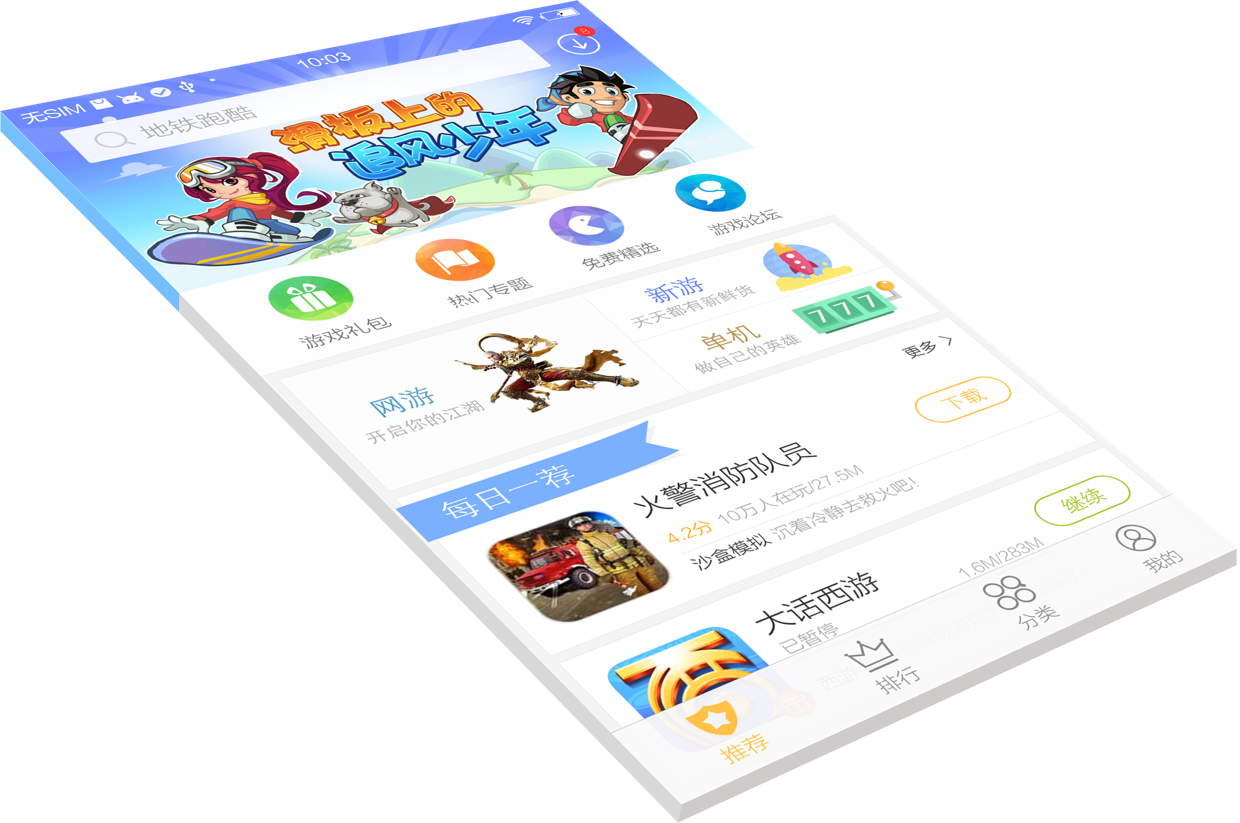 无SIM
10:03
8
地铁跑酷
滑板上的
追风少年
游戏礼包
热门专题
免费精选
游戏论坛
网游
开启你的江湖
新游
天天都有新鲜货
单机
做自己的英雄
777
每日一荐
更多
火警消防队员
4.2分 10万人在玩/27.5M
沙盒模拟 沉着冷静去救火吧!
下载
大话西游
已暂停
1.6M/283M
继续
西游
推荐
排行
分类
我的